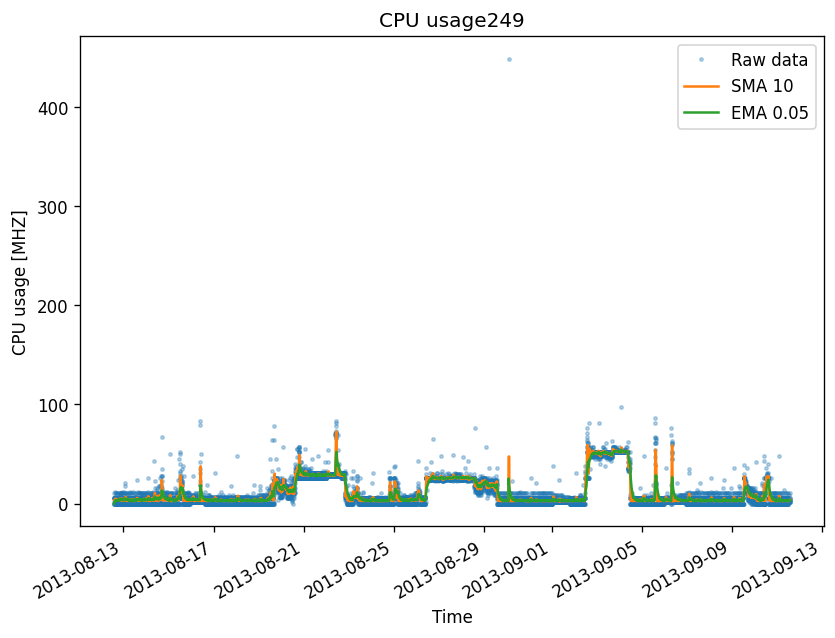 CPU usage249
Raw data
SMA 10
EMA 0.05
CPU usage [MHZ]
400
300
200
100
0
2013-08-13
2013-08-17
2013-08-21
2013-08-25
2013-08-29
2013-09-01
2013-09-05
2013-09-09
2013-09-13
Time